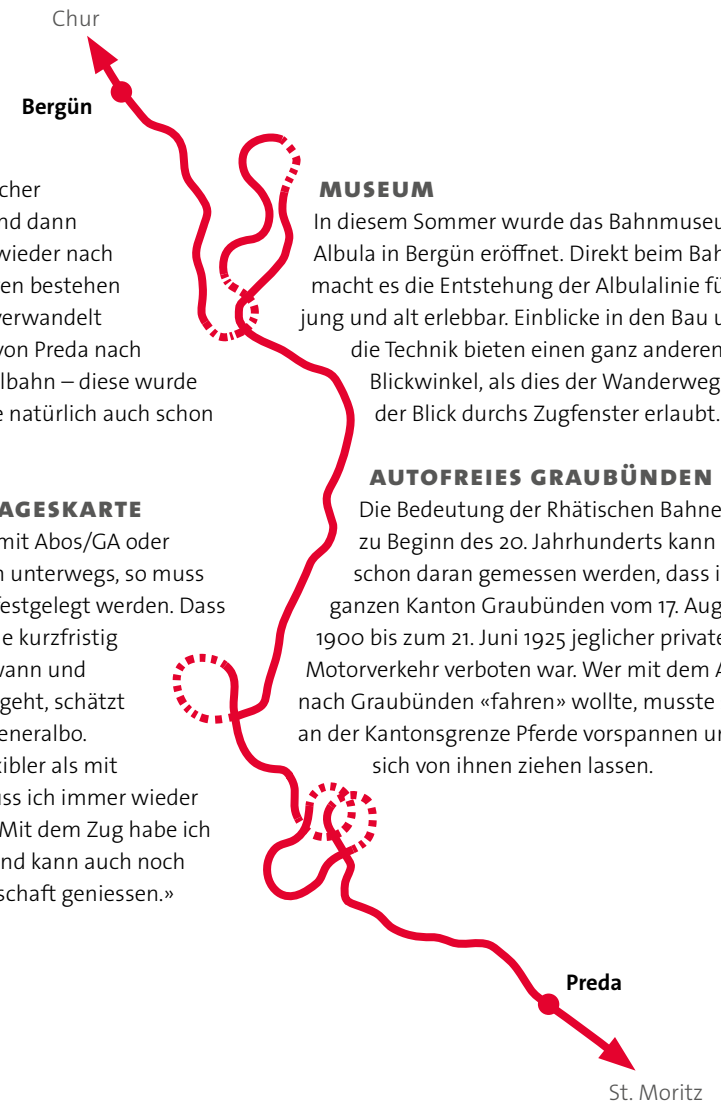 Chur
Bergün
cher
nd dann
wieder nach
en bestehen
verwandelt
von Preda nach
lbahn – diese wurde
e natürlich auch schon
AGESKARTE
mit Abos/GA oder
n unterwegs, so muss
festgelegt werden. Dass
e kurzfristig
wann und
geht, schätzt
eneralbo.
xibler als mit
uss ich immer wieder
Mit dem Zug habe ich
nd kann auch noch
schaft geniessen.»
MUSEUM
In diesem Sommer wurde das Bahnmuseu
Albula in Bergün eröffnet. Direkt beim Bah
macht es die Entstehung der Albulalinie fü
jung und alt erlebbar. Einblicke in den Bau u
die Technik bieten einen ganz anderen
Blickwinkel, als dies der Wanderweg
der Blick durchs Zugfenster erlaubt.
AUTOFREIES GRAUBÜNDEN
Die Bedeutung der Rhätischen Bahne
zu Beginn des 20. Jahrhunderts kann
schon daran gemessen werden, dass i
ganzen Kanton Graubünden vom 17. Aug
1900 bis zum 21. Juni 1925 jeglicher private
Motorverkehr verboten war. Wer mit dem A
nach Graubünden «fahren» wollte, musste
an der Kantonsgrenze Pferde vorspannen un
sich von ihnen ziehen lassen.
Preda
St. Moritz